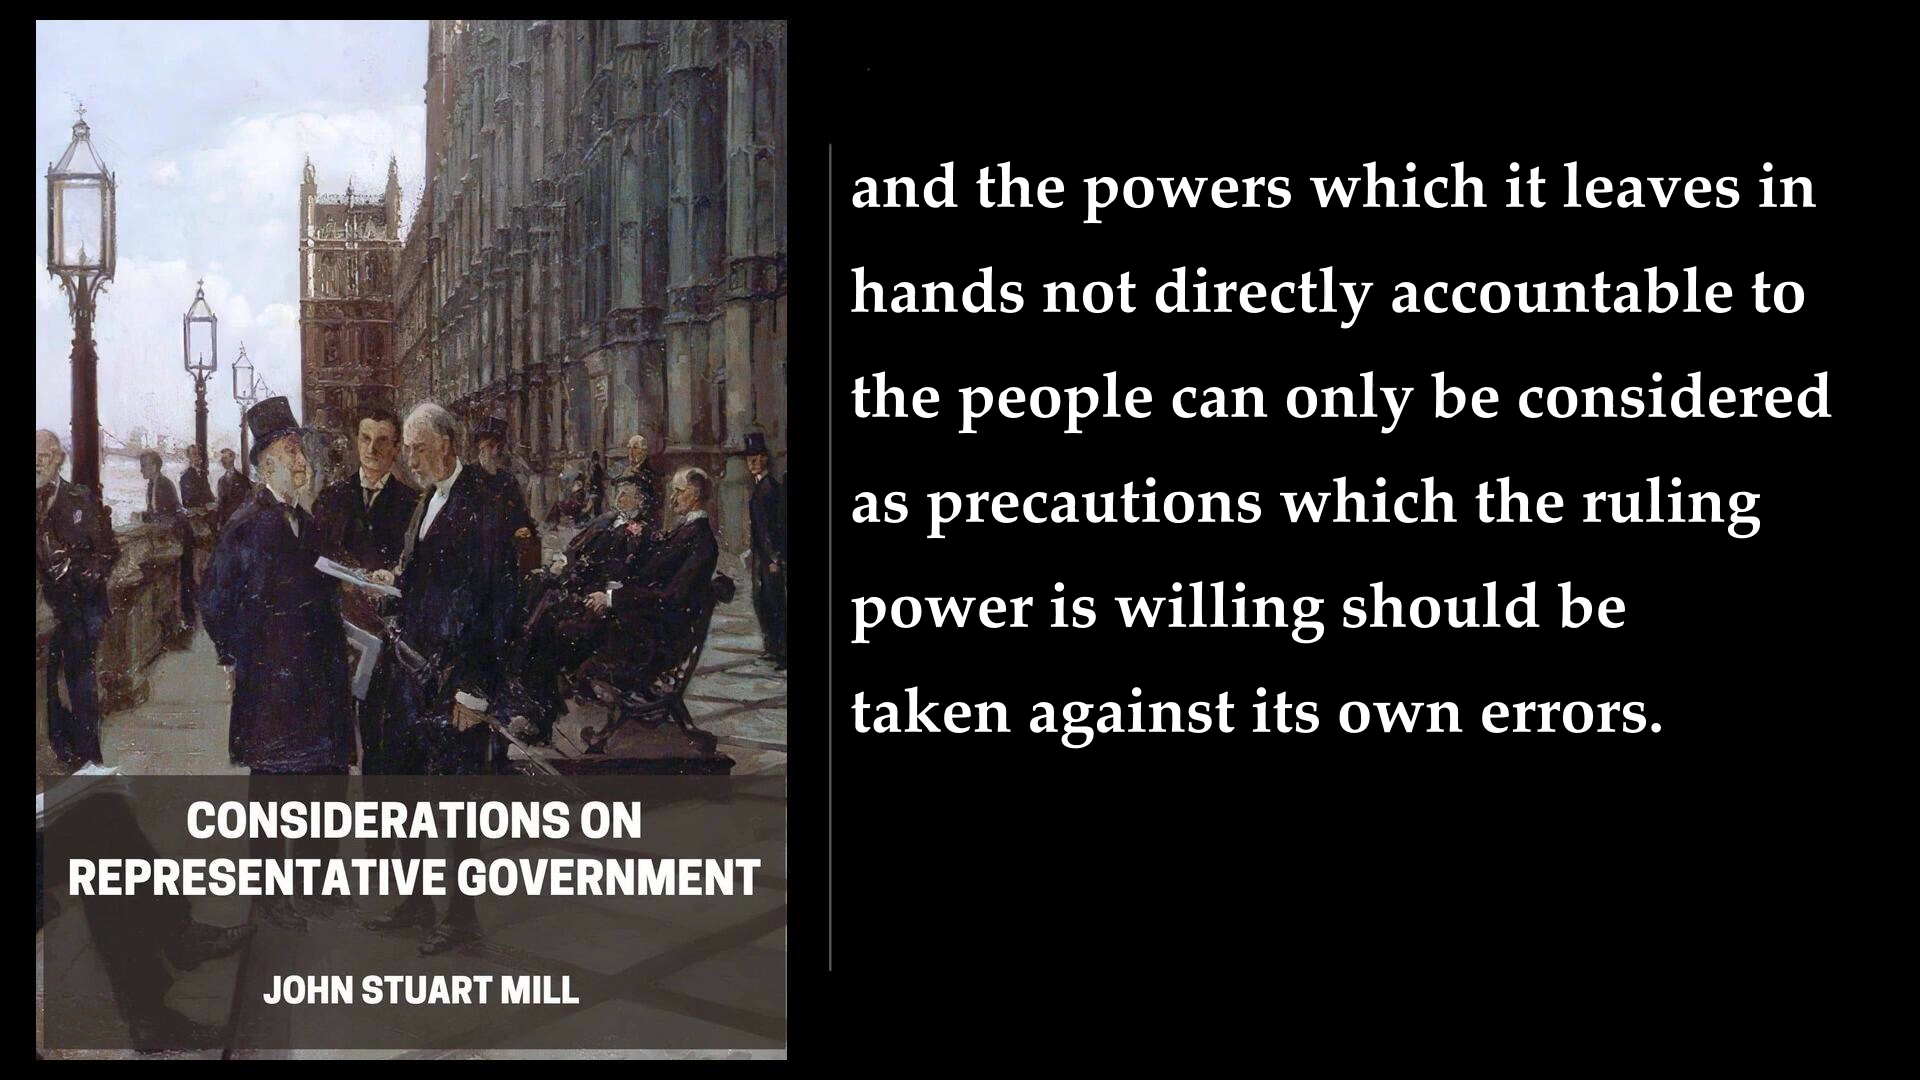 and the powers which it leaves in
hands not directly accountable to
the people can only be considered
as precautions which the ruling
power is willing should be
taken against its own errors.
CONSIDERATIONS ON
REPRESENTATIVE GOVERNMENT
JOHN STUART MILL